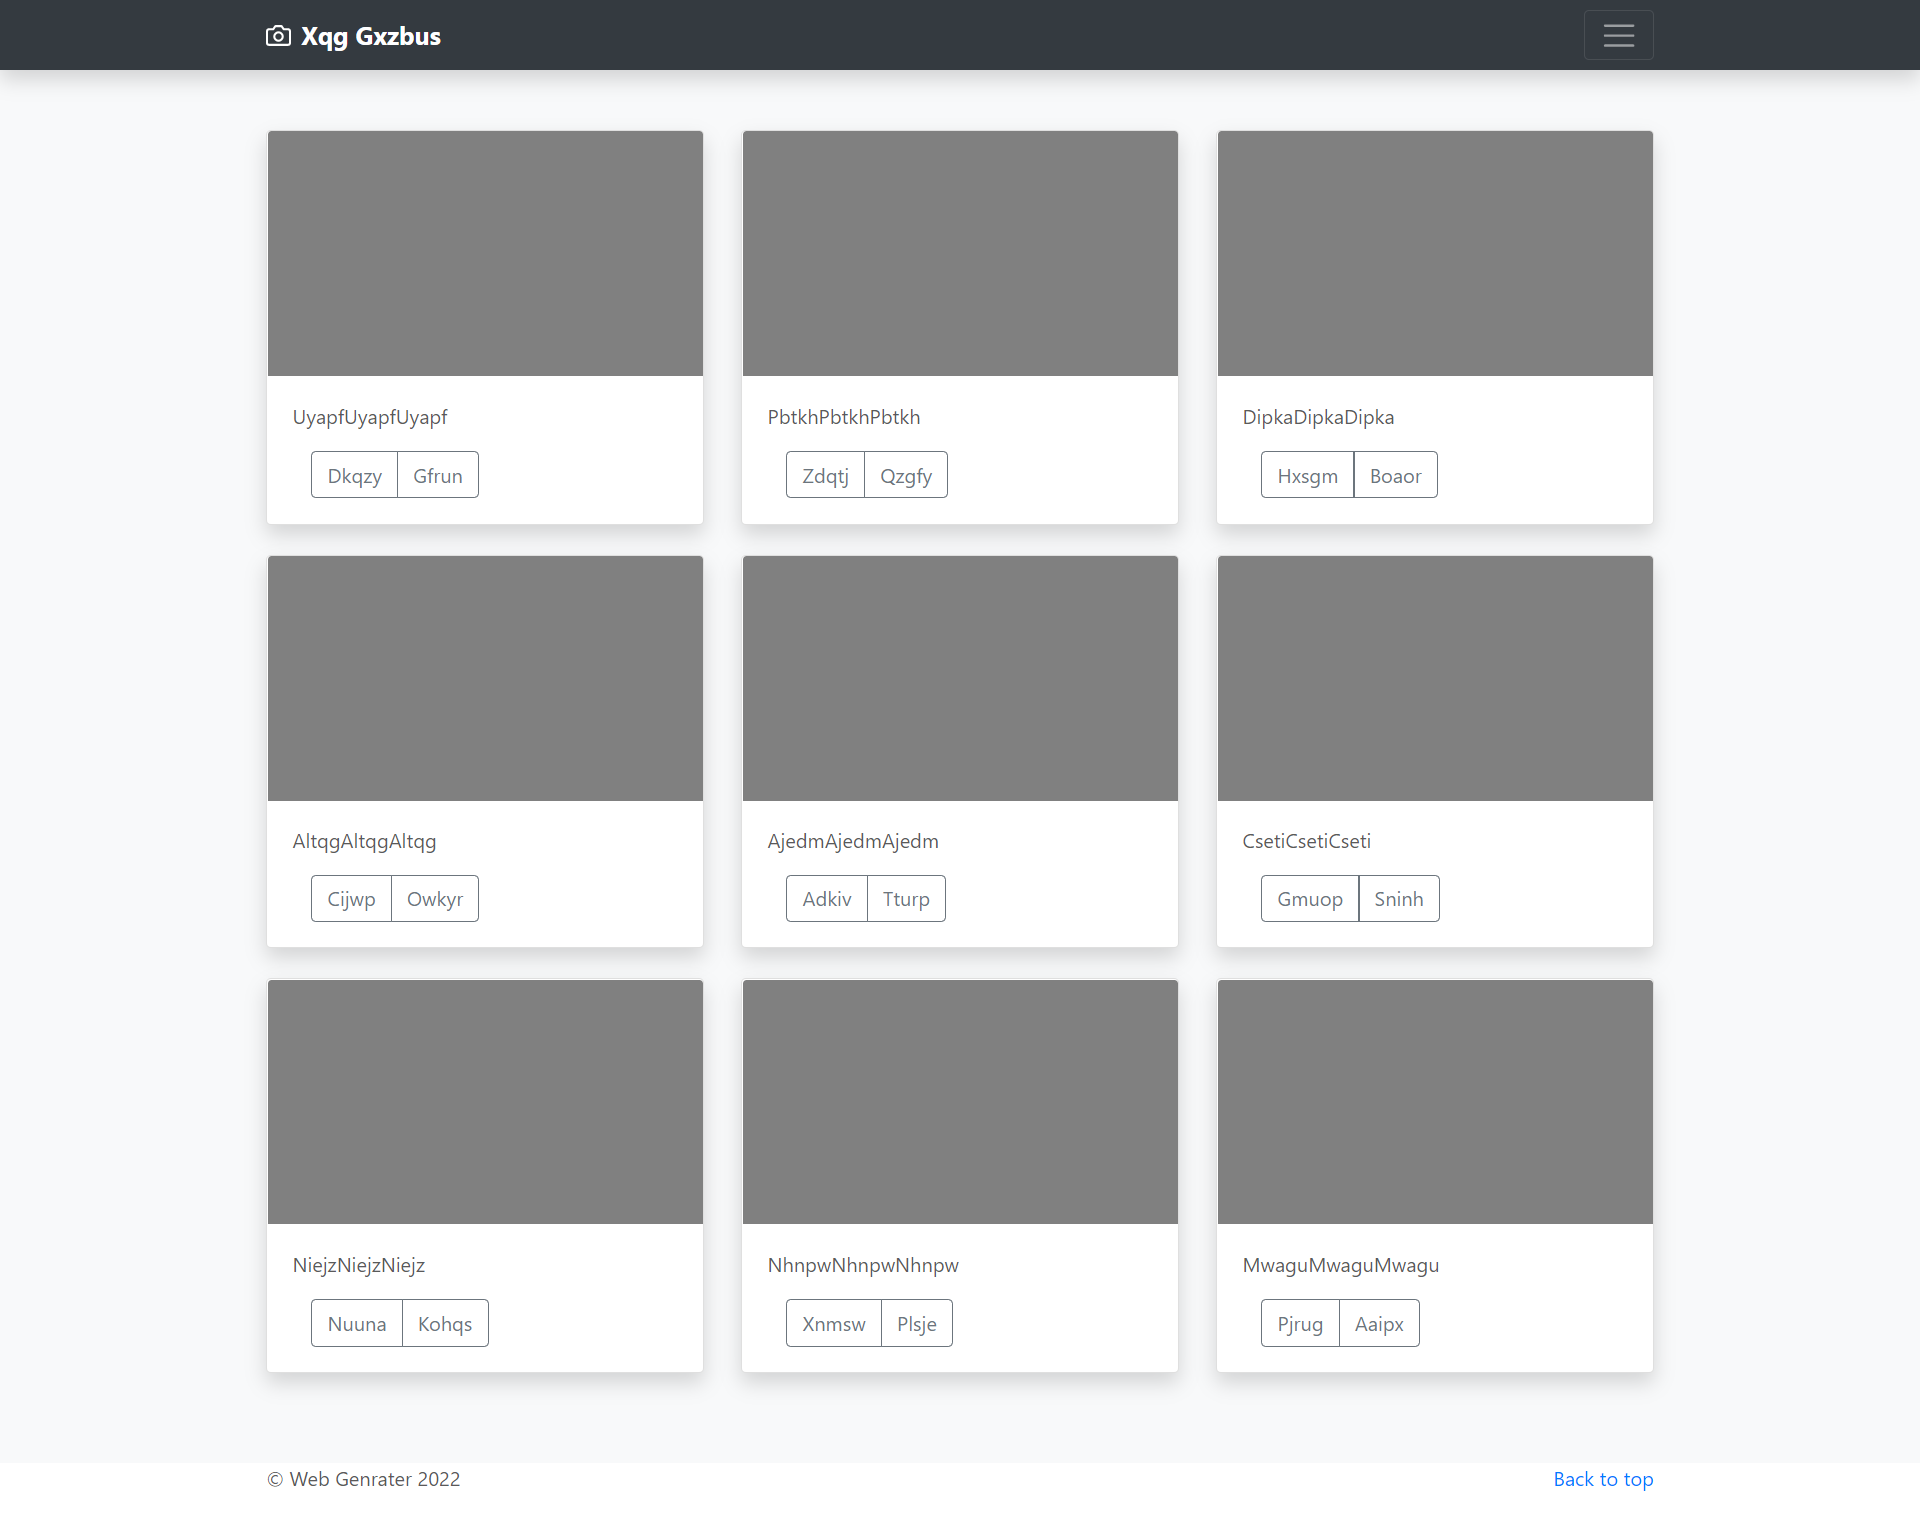 Xqg Gxzbus
UyapfUyapfUyapf
Dkqzy Gfrun
PbtkhPbtkhPbtkh
Zdqtj Qzgfy
DipkaDipkaDipka
Hxsgm Boaor
AltqgAltqgAltqg
Cijwp Owkyr
AjedmAjedmAjedm
Adkiv Tturp
CsetiCsetiCseti
Gmuop Sninh
NiejzNiejzNiejz
Nuuna Kohqs
NhnpwNhnpwNhnpw
Xnmsw Plsje
MwaguMwaguMwagu
Pjrug Aaipx
© Web Genrater 2022
Back to top